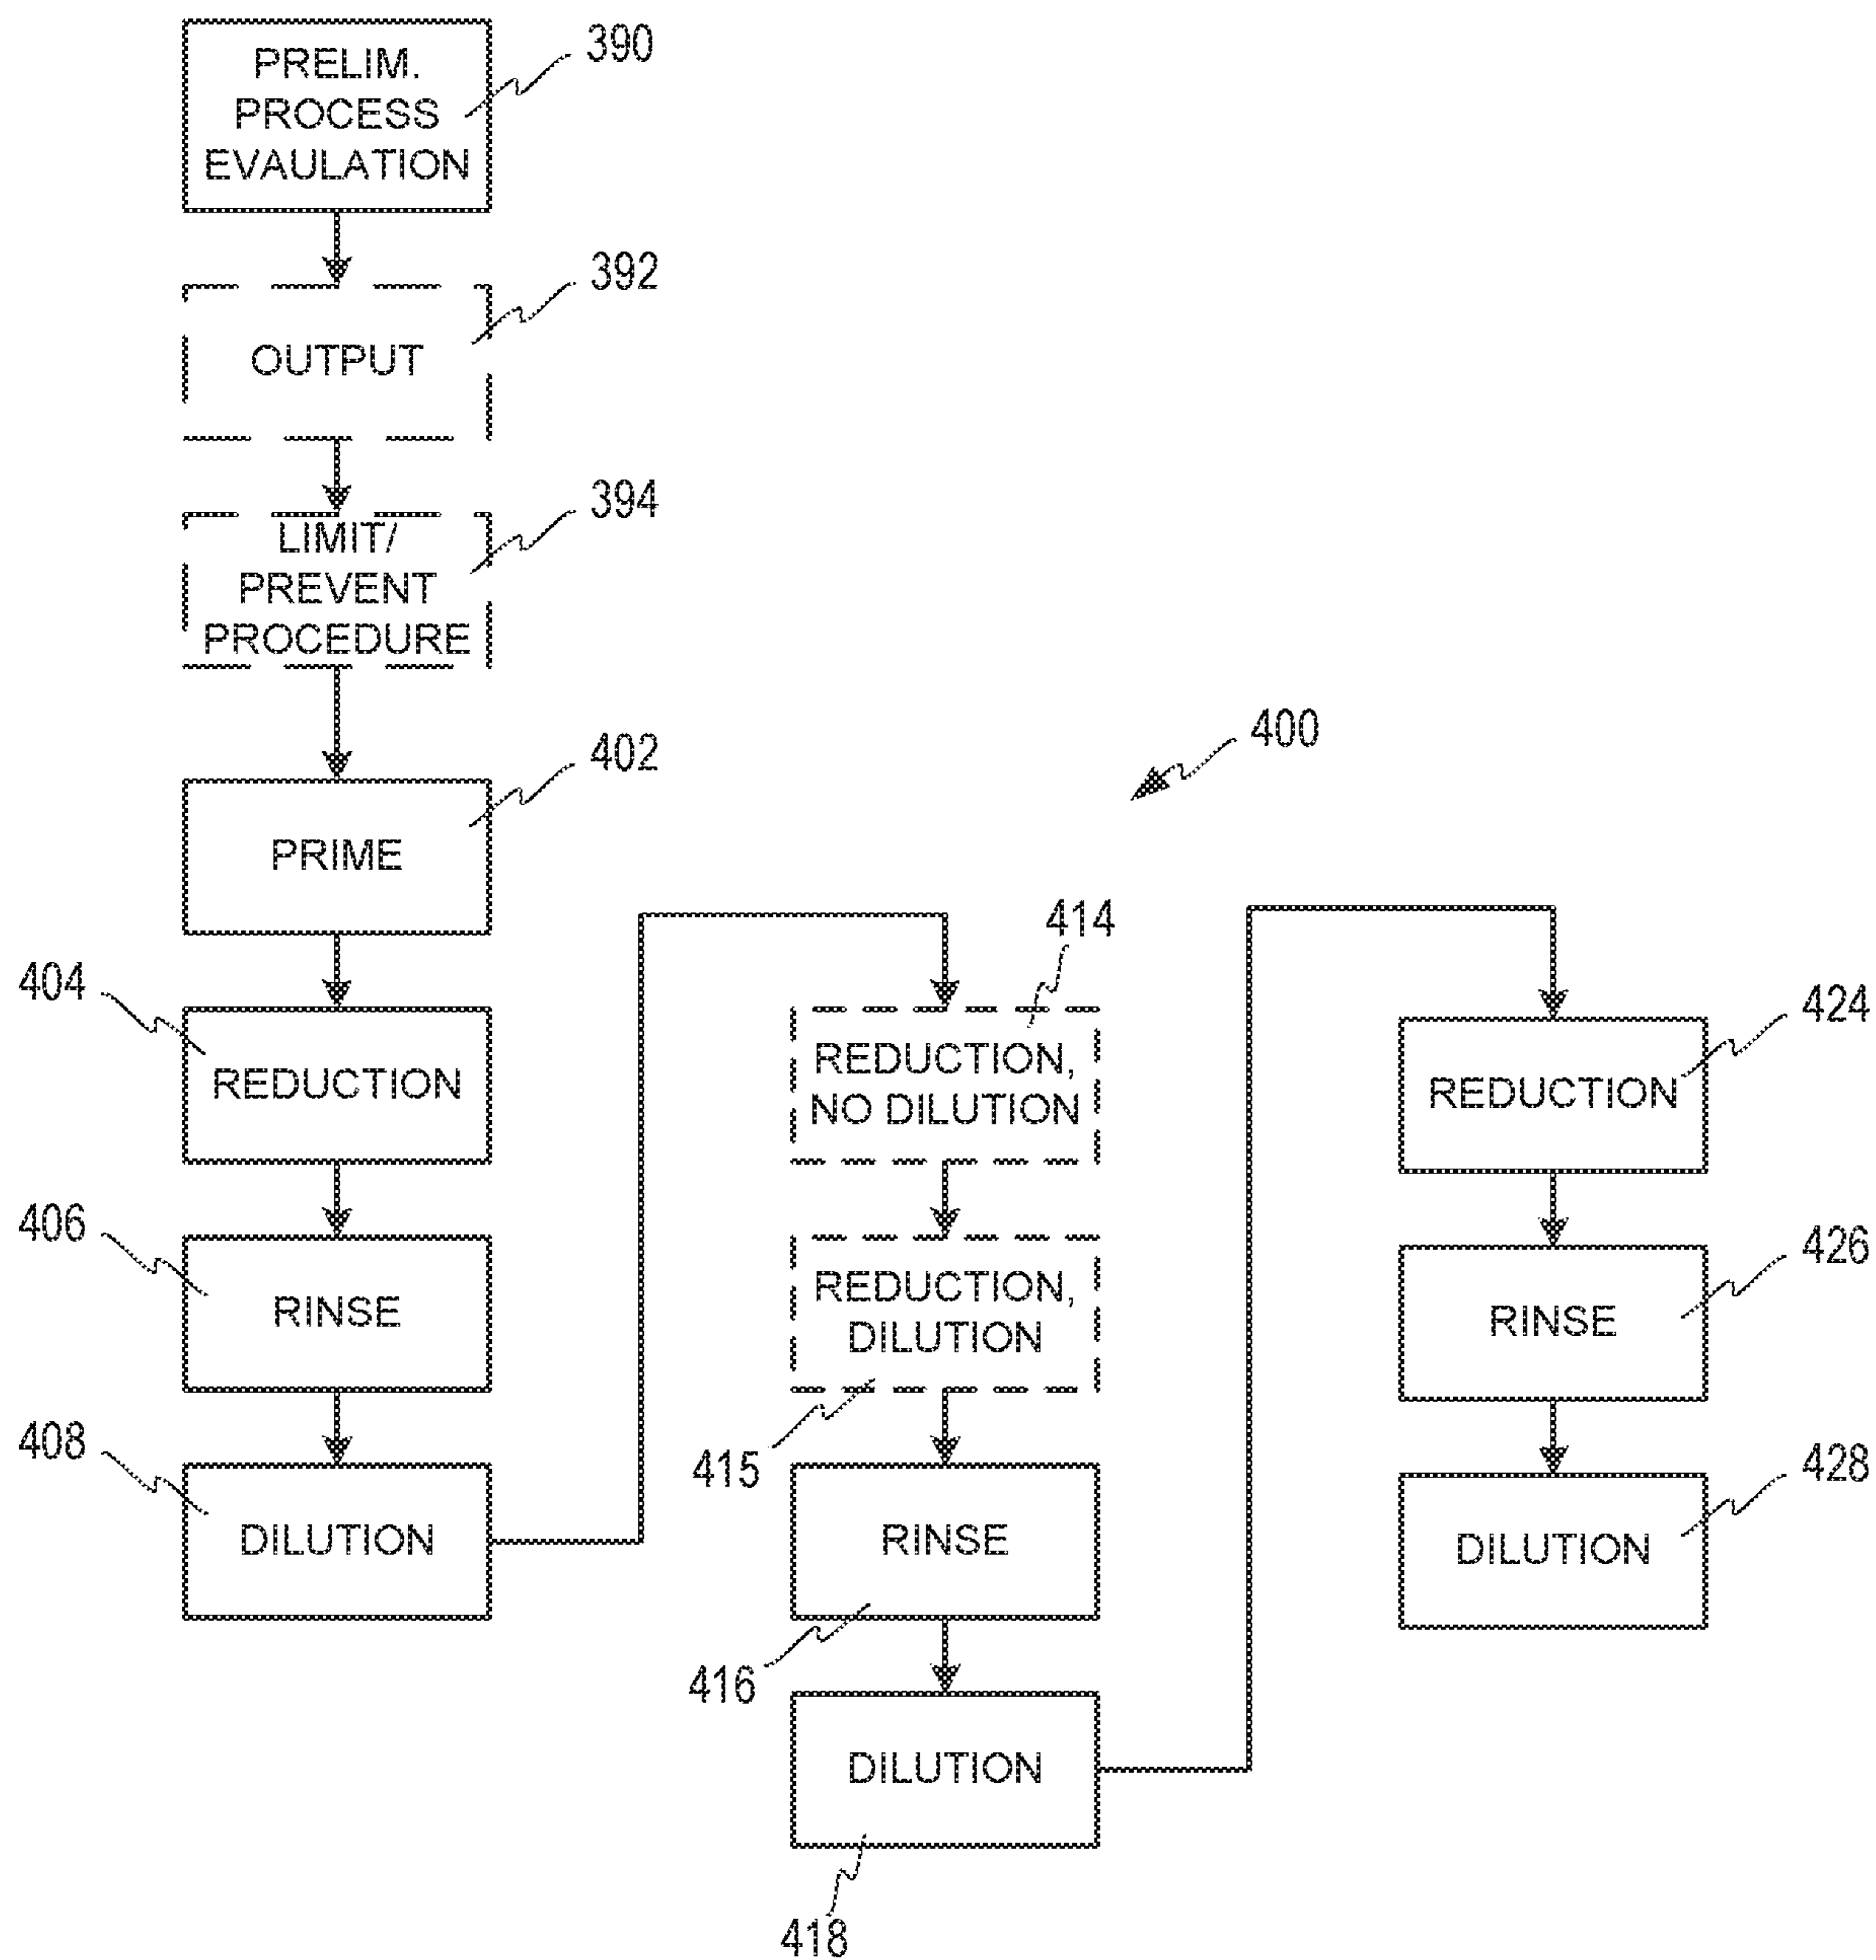 PRELIM.
PROCESS
EVAULATION
390
OUTPUT
392
LIMIT/
PREVENT
PROCEDURE
394
PRIME
402
400
404
REDUCTION
406
RINSE
408
DILUTION
414
REDUCTION,
NO DILUTION
REDUCTION,
DILUTION
415
RINSE
416
DILUTION
418
REDUCTION
424
RINSE
426
DILUTION
428